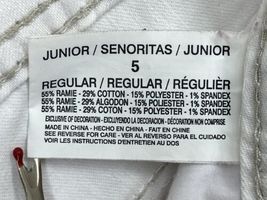 JUNIOR / SENORITAS / JUNIOR
5
REGULAR / REGULAR / RÉGULIÈR
55% RAMIE - 29% COTTON - 15% POLYESTER - 1% SPANDEX
55% RAMIE - 29% ALGODON - 15% POLIESTER - 1% SPANDEX
55% RAMIE - 29% COTON - 15% POLYESTER - 1% SPANDEX
EXCLUSIVE OF DECORATION - EXCLUYENDO LA DECORACION - DÉCORATION NON COMPRISE
MADE IN CHINA - HECHO EN CHINA - FAIT EN CHINE
SEE REVERSE FOR CARE - VER AL REVERSO PARA EL CUIDADO
VOIR LES INSTRUCTIONS D'ENTRETIEN AU DOS